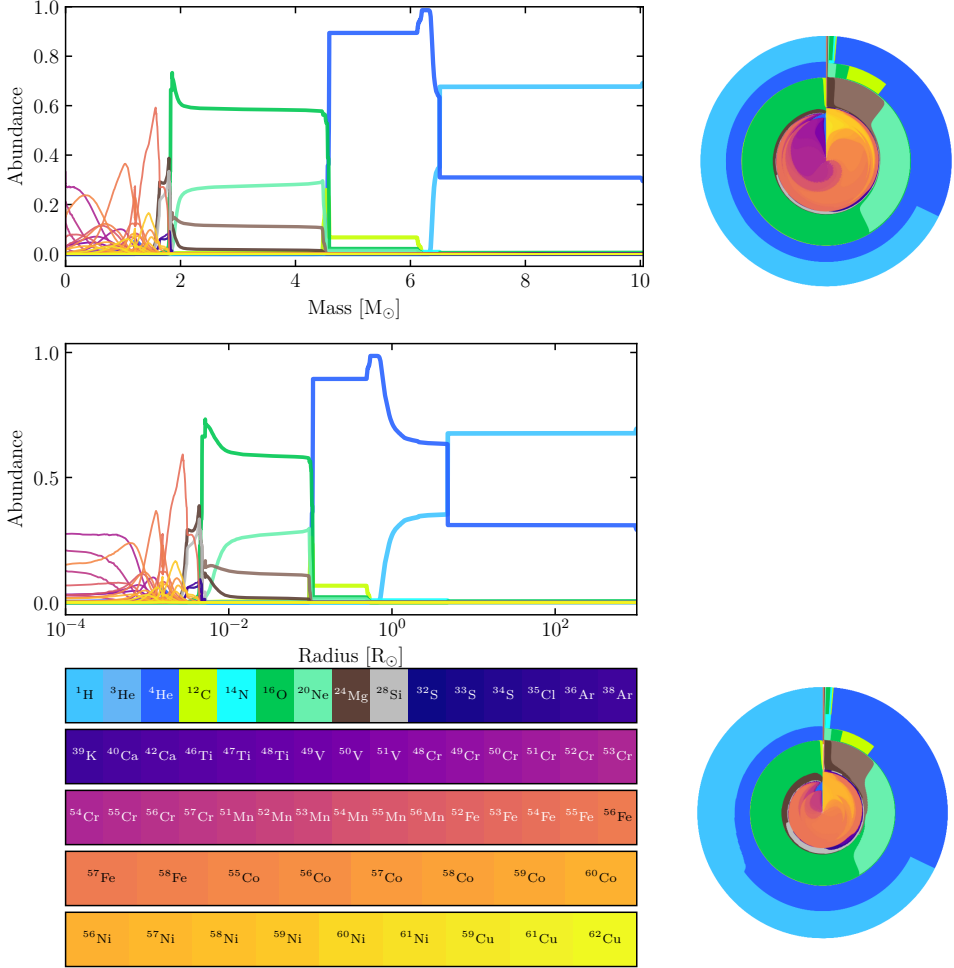 1.0
0.8
0.6
0.4
0.2
0.0
Abundance
0 2 4 6 8 10
Mass [M⊙]
1.0
0.5
0.0
Abundance
10⁻⁴ 10⁻² 10⁰ 10²
Radius [R⊙]
¹H ³He ⁴He ¹²C ¹⁴N ¹⁶O ²⁰Ne ²⁴Mg ²⁸Si ³²S ³³S ³⁴S ³⁵Cl ³⁶Ar ³⁸Ar
³⁹K ⁴⁰Ca ⁴²Ca ⁴⁶Ti ⁴⁷Ti ⁴⁸Ti ⁴⁹V ⁵⁰V ⁵¹V ⁴⁸Cr ⁴⁹Cr ⁵⁰Cr ⁵¹Cr ⁵²Cr ⁵³Cr
⁵⁴Cr ⁵⁵Cr ⁵⁶Cr ⁵⁷Cr ⁵¹Mn ⁵²Mn ⁵³Mn ⁵⁴Mn ⁵⁵Mn ⁵⁶Mn ⁵²Fe ⁵³Fe ⁵⁴Fe ⁵⁵Fe ⁵⁶Fe
⁵⁷Fe ⁵⁸Fe ⁵⁵Co ⁵⁶Co ⁵⁷Co ⁵⁸Co ⁵⁹Co ⁶⁰Co
⁵⁶Ni ⁵⁷Ni ⁵⁸Ni ⁵⁹Ni ⁶⁰Ni ⁶¹Ni ⁵⁹Cu ⁶¹Cu ⁶²Cu